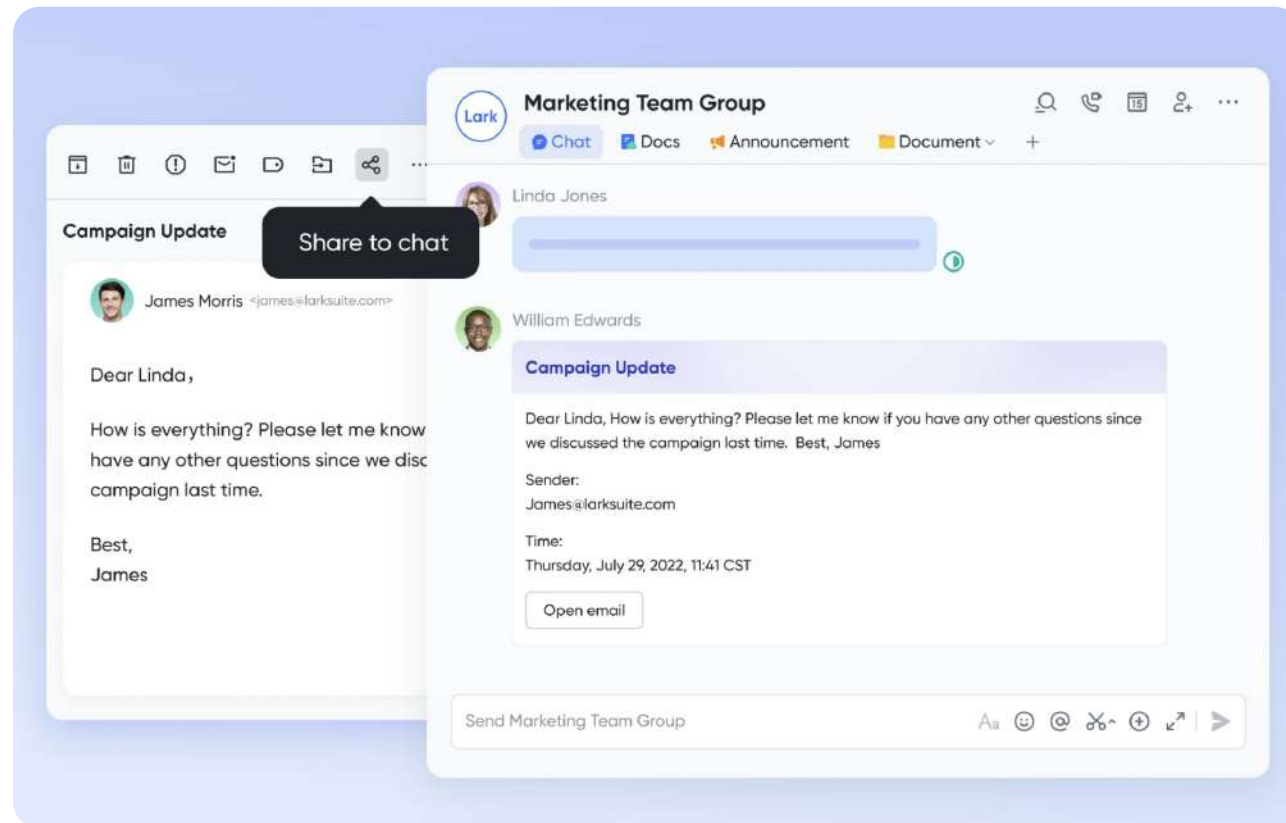 Campaign Update
Share to chat
James Morris <james@larksuite.com>
Dear Linda,
How is everything? Please let me know
have any other questions since we disc
campaign last time.
Best,
James
Lark
Marketing Team Group
15
Chat
Docs
Announcement
Document
Linda Jones
William Edwards
Campaign Update
Dear Linda, How is everything? Please let me know if you have any other questions since
we discussed the campaign last time. Best, James
Sender:
James@larksuite.com
Time:
Thursday, July 29, 2022, 11:41 CST
Open email
Send Marketing Team Group
Aa